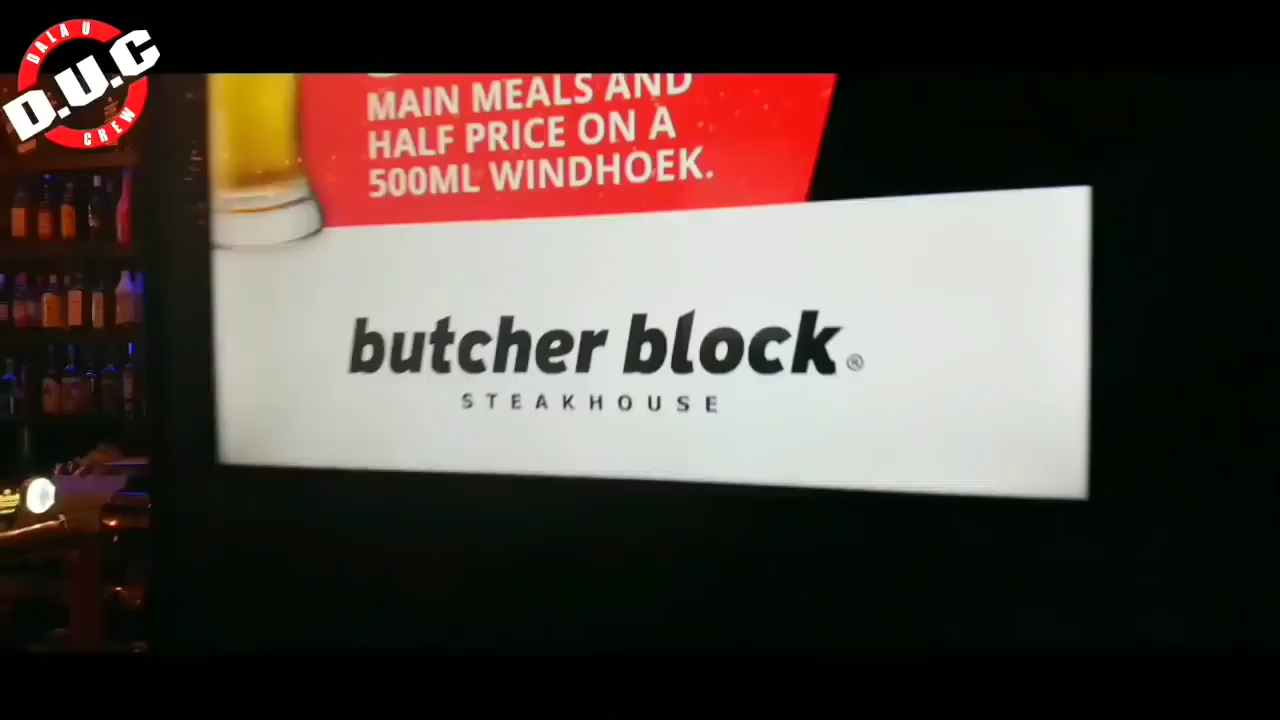 DALA U
D.U.C
CREW
MAIN MEALS AND
HALF PRICE ON A
500ML WINDHOEK.
butcher block®
STEAKHOUSE